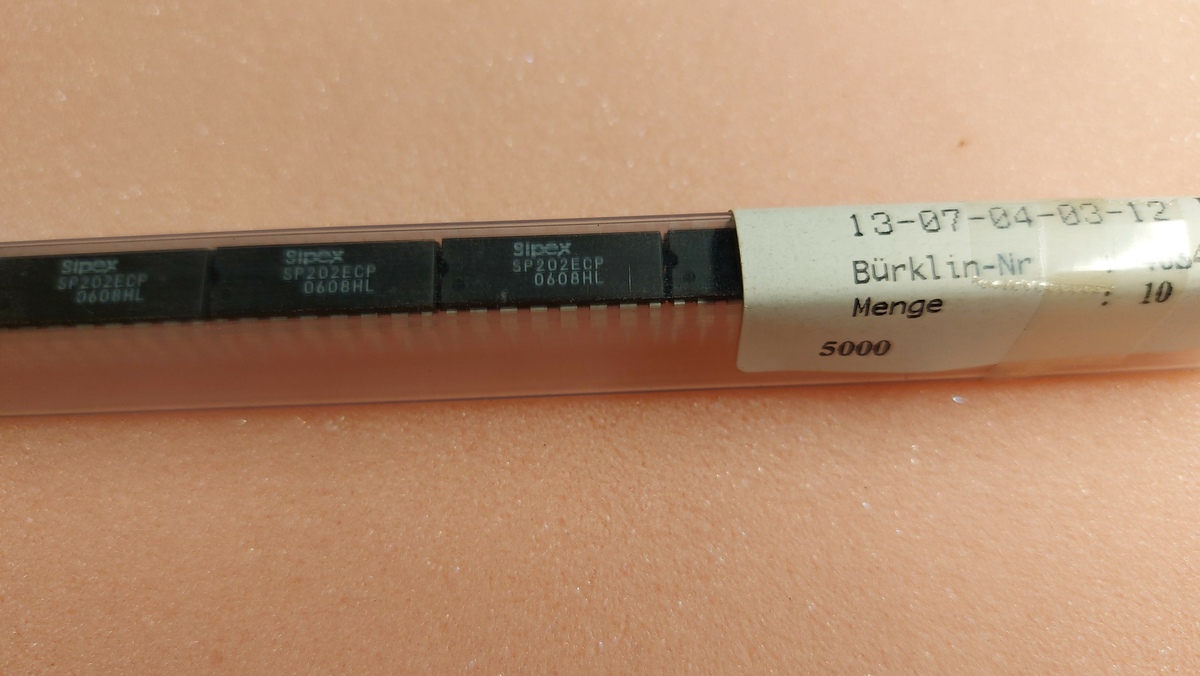 Sipex
SP202ECP
0608HL
Sipex
SP202ECP
0608HL
Sipex
SP202ECP
0608HL
13-07-04-03-12
Bürklin-Nr :
Menge : 10
5000